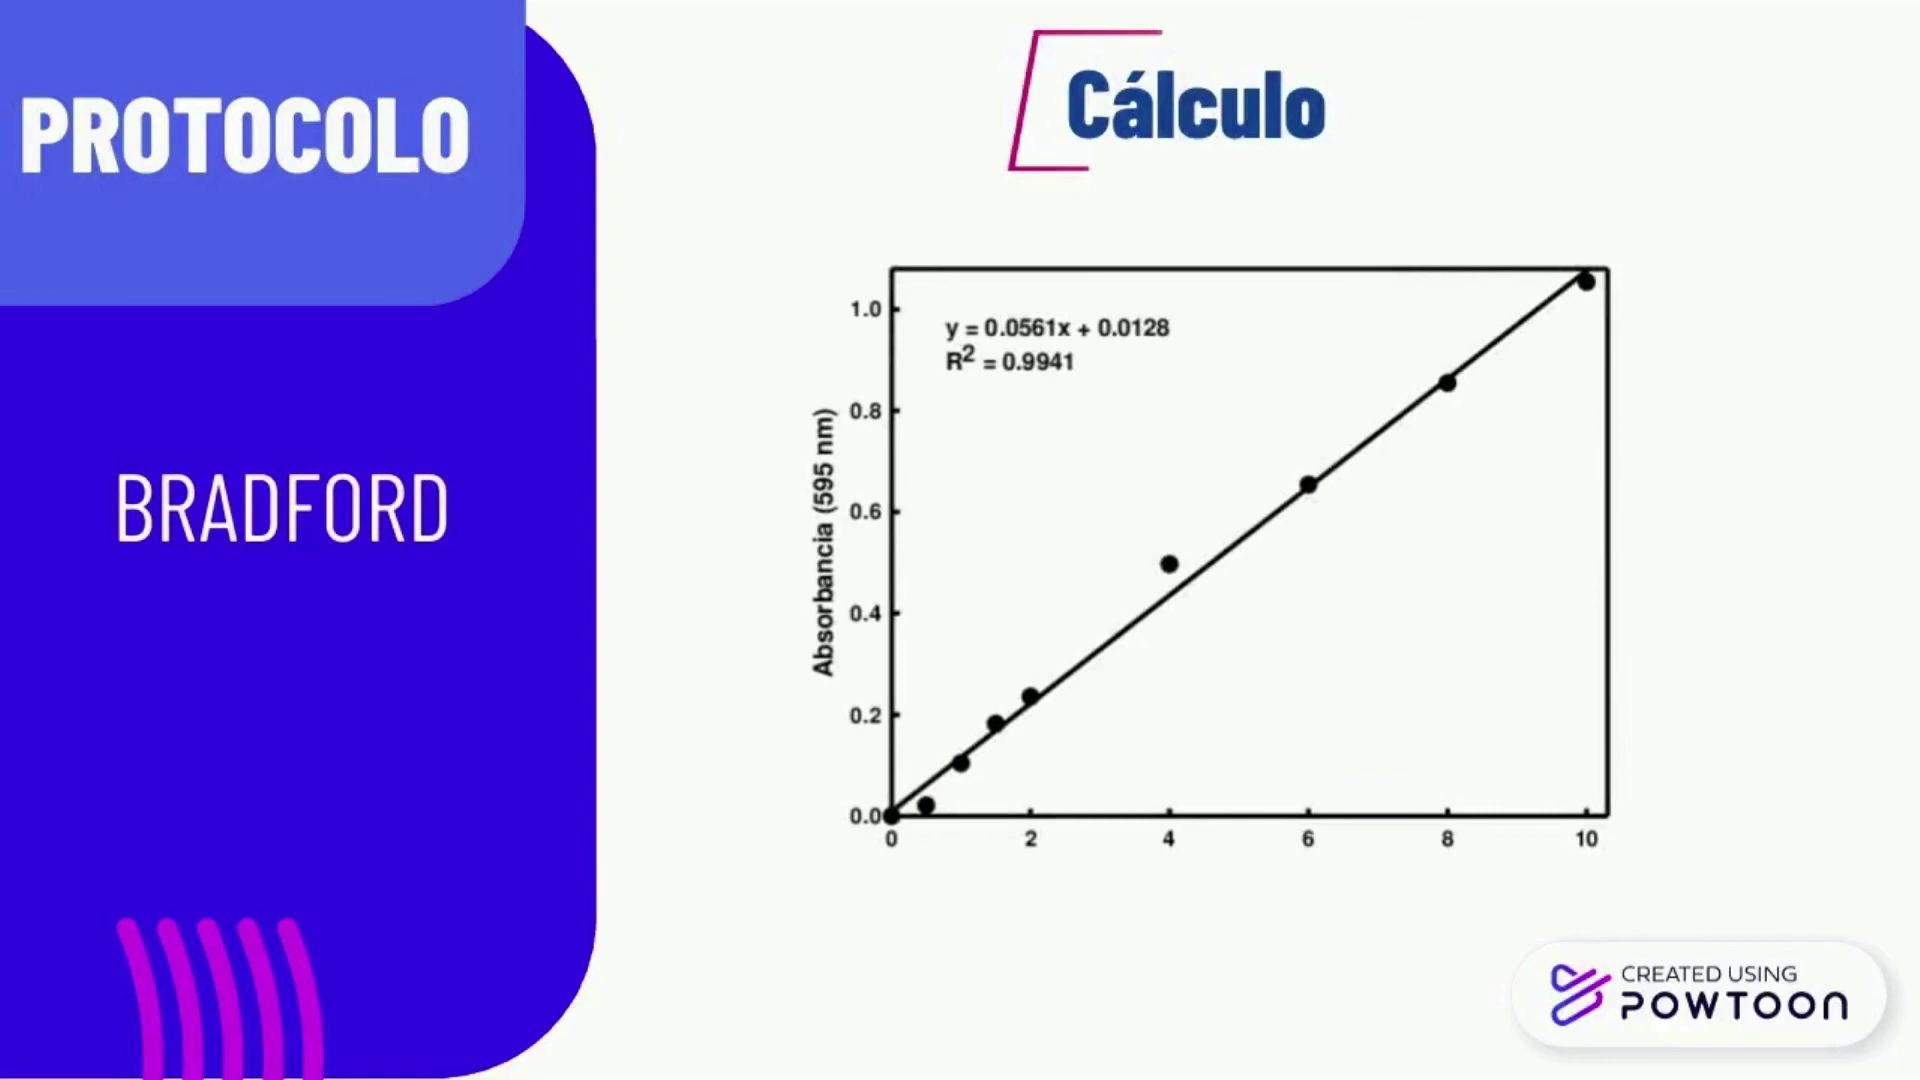 PROTOCOLO
BRADFORD
Cálculo
y = 0.0561x + 0.0128
R² = 0.9941
Absorbancia (595 nm)
1.0
0.8
0.6
0.4
0.2
0.0
0 2 4 6 8 10
CREATED USING
POWTOON